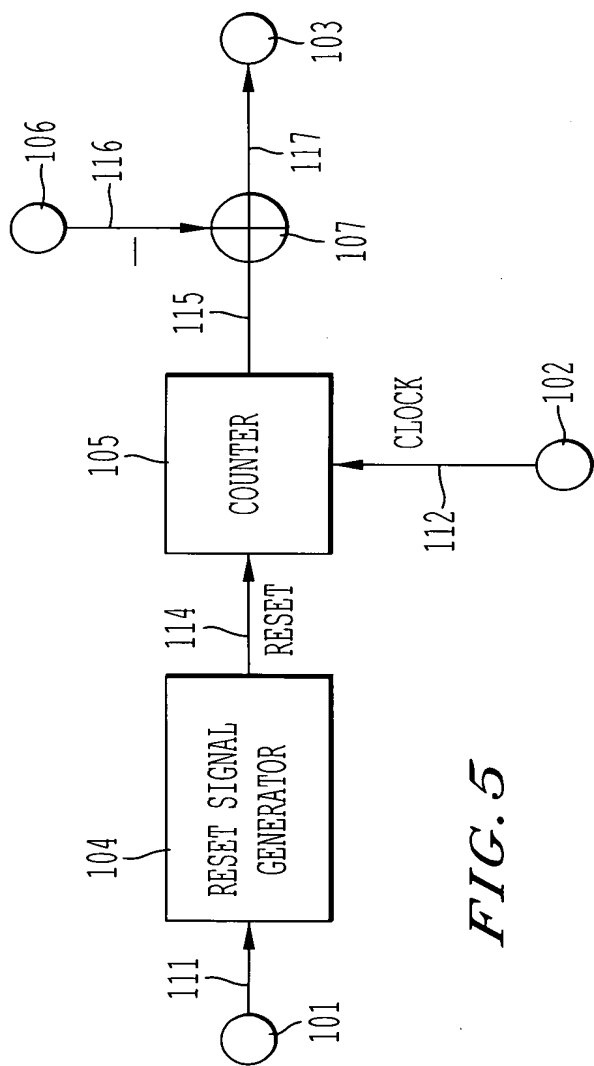 106
116
—
103
117
107
115
105
COUNTER
CLOCK
102
112
114
RESET
104
RESET SIGNAL
GENERATOR
111
101
FIG. 5